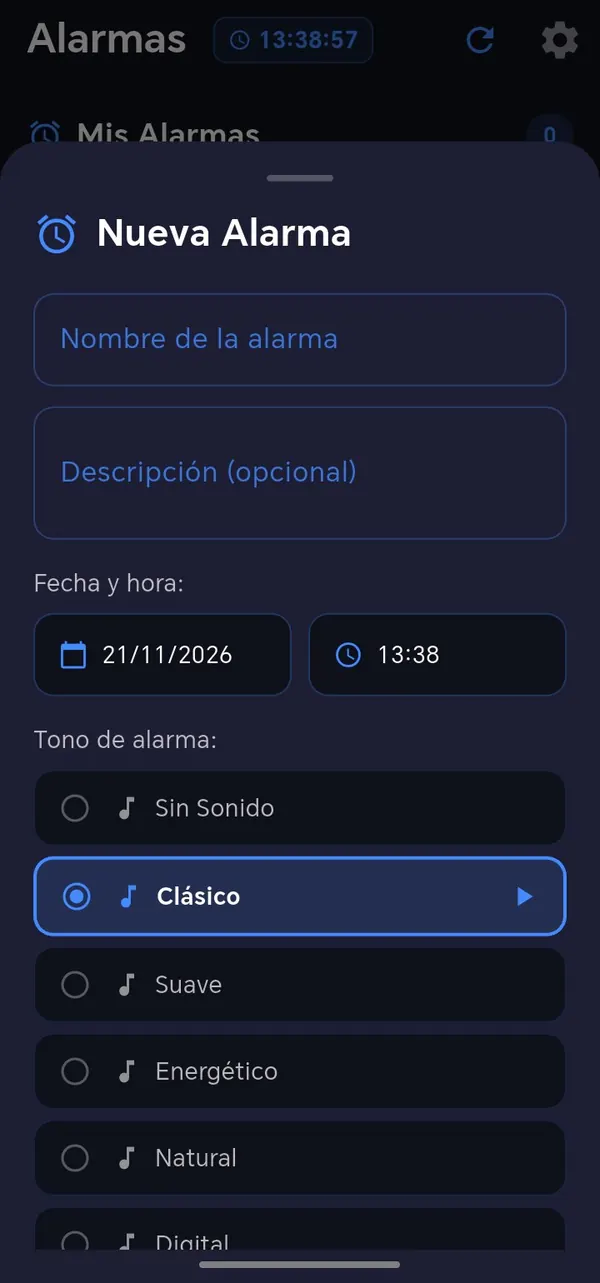 Alarmas 13:38:57
Mis Alarmas 0
Nueva Alarma
Nombre de la alarma
Descripción (opcional)
Fecha y hora:
21/11/2026 13:38
Tono de alarma:
Sin Sonido
Clásico
Suave
Energético
Natural
Digital